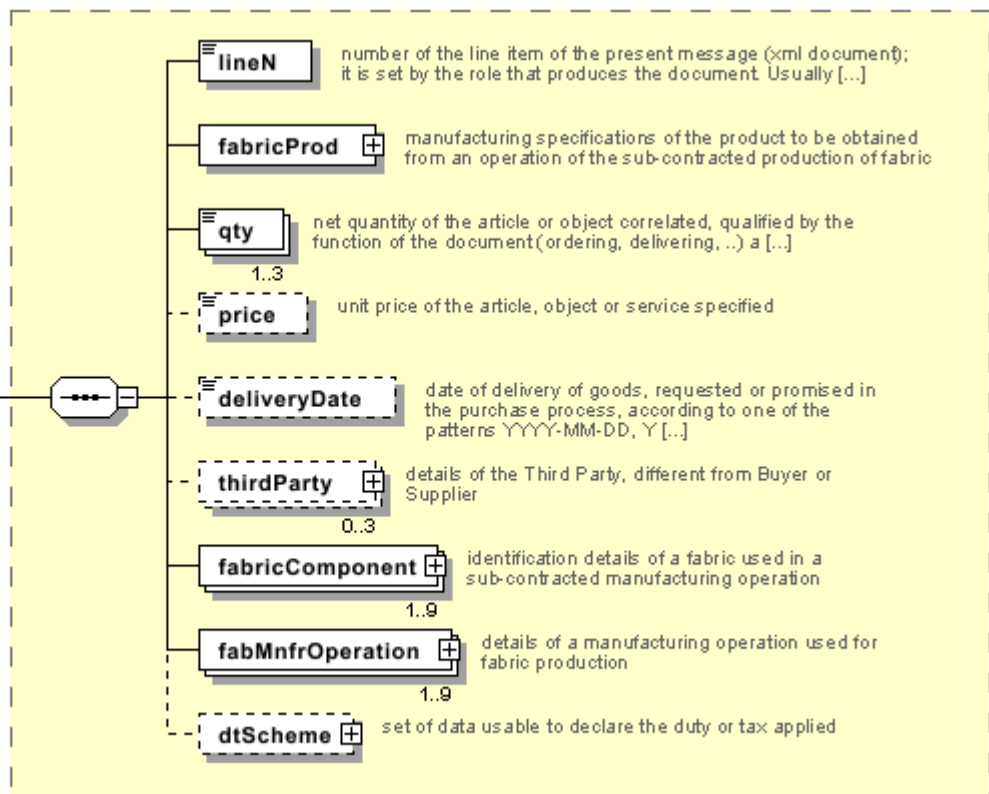 lineN
number of the line item of the present message (xml document);
it is set by the role that produces the document. Usually [...]
fabricProd
manufacturing specifications of the product to be obtained
from an operation of the sub-contracted production of fabric
qty
net quantity of the article or object correlated, qualified by the
function of the document (ordering, delivering, ..) a [...]
1..3
price
unit price of the article, object or service specified
deliveryDate
date of delivery of goods, requested or promised in
the purchase process, according to one of the
patterns YYYY-MM-DD, Y [...]
thirdParty
details of the Third Party, different from Buyer or
Supplier
0..3
fabricComponent
identification details of a fabric used in a
sub-contracted manufacturing operation
1..9
fabMnfrOperation
details of a manufacturing operation used for
fabric production
1..9
dtScheme
set of data usable to declare the duty or tax applied